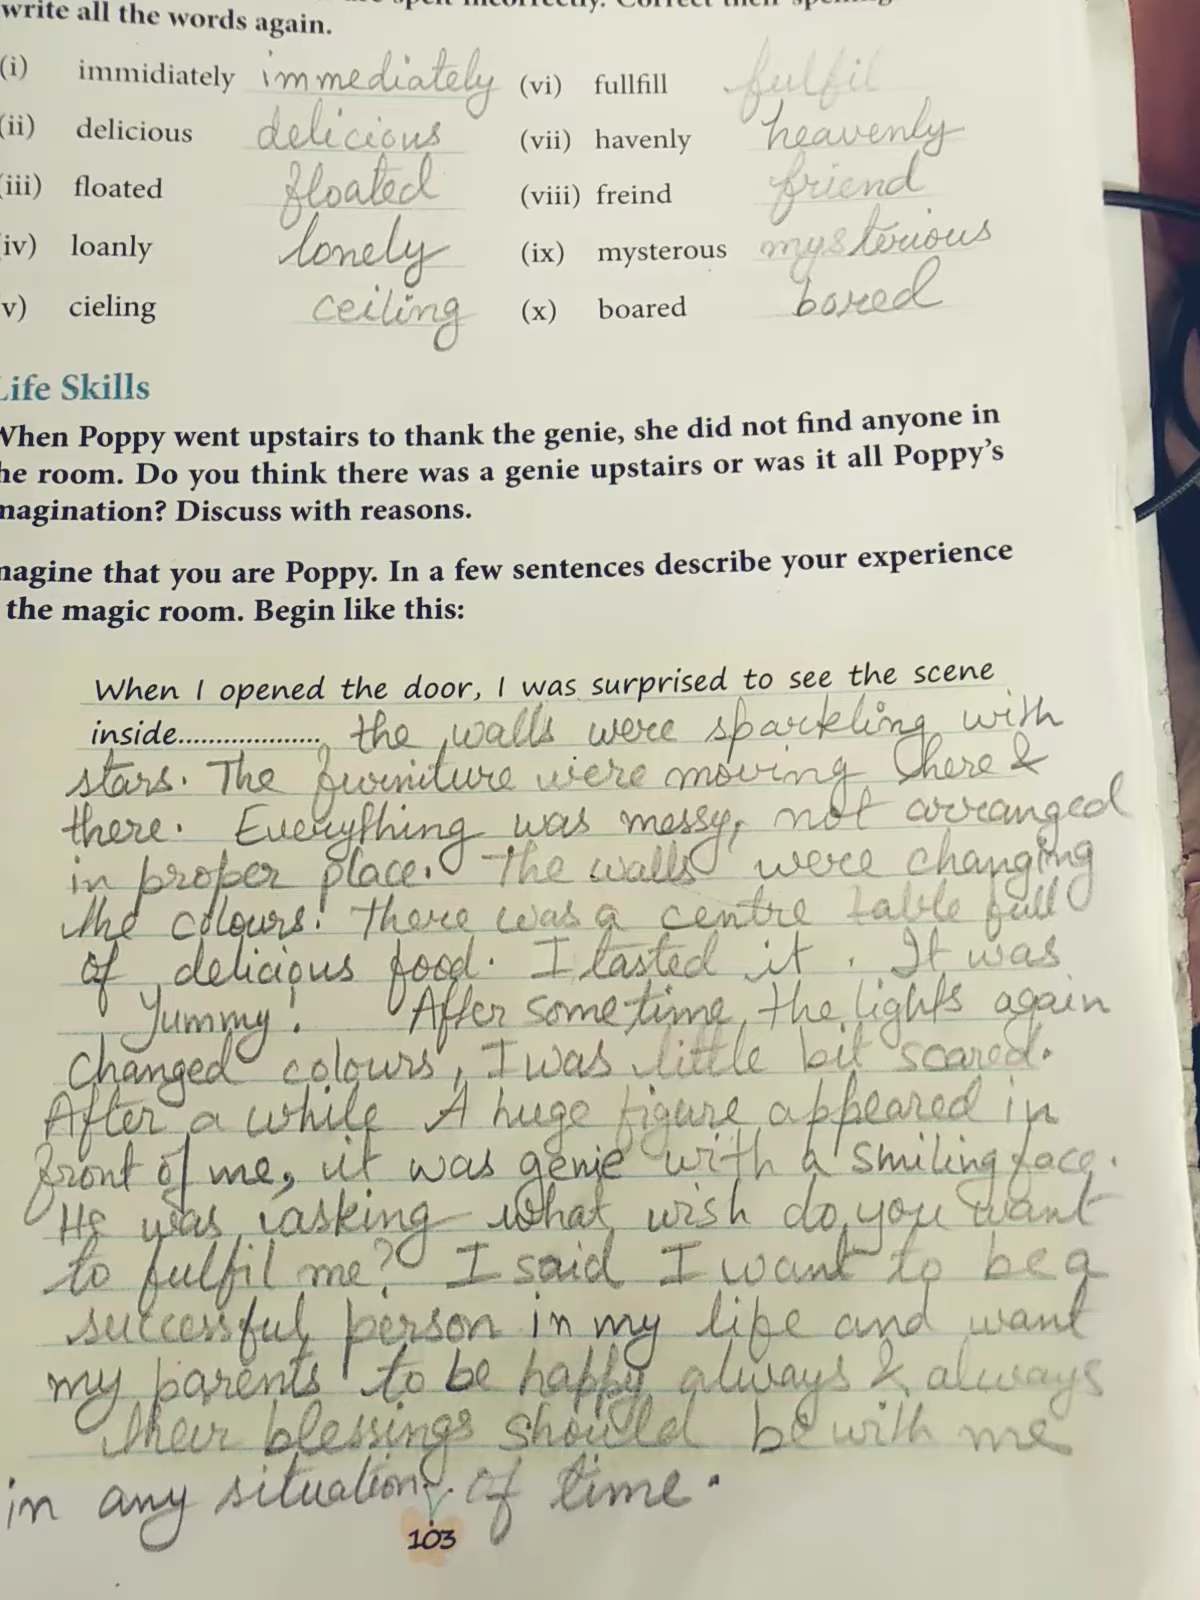 write all the words again.
(i) immidiately immediately (vi) fullfill fulfil
(ii) delicious delicious (vii) havenly heavenly
(iii) floated floated (viii) freind friend
iv) loanly lonely (ix) mysterous mysterious
v) cieling ceiling (x) boared bored
Life Skills
When Poppy went upstairs to thank the genie, she did not find anyone in
he room. Do you think there was a genie upstairs or was it all Poppy's
magination? Discuss with reasons.
magine that you are Poppy. In a few sentences describe your experience
the magic room. Begin like this:
When I opened the door, I was surprised to see the scene
inside................... the walls were sparkling with
stars. The furniture were moving here &
there. Everything was messy, not arranged
in proper place. The walls were changing
the colours. There was a centre table full
of delicious food. I tasted it. It was
Yummy! After sometime, the lights again
changed colours, I was little bit scared.
After a while A huge figure appeared in
front of me, it was genie with a smiling face.
He was asking what wish do you want
to fulfil me? I said I want to be a
successful person in my life and want
my parents to be happy always & always
their blessings should be with me
in any situation of time.
103